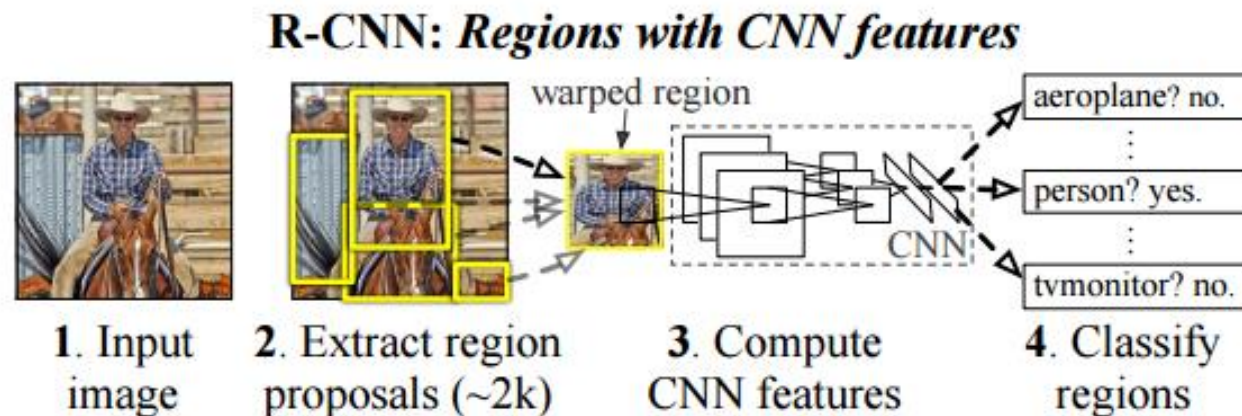 R-CNN: Regions with CNN features
warped region
aeroplane? no.
person? yes.
CNN
tvmonitor? no.
1. Input
image
2. Extract region
proposals (~2k)
3. Compute
CNN features
4. Classify
regions